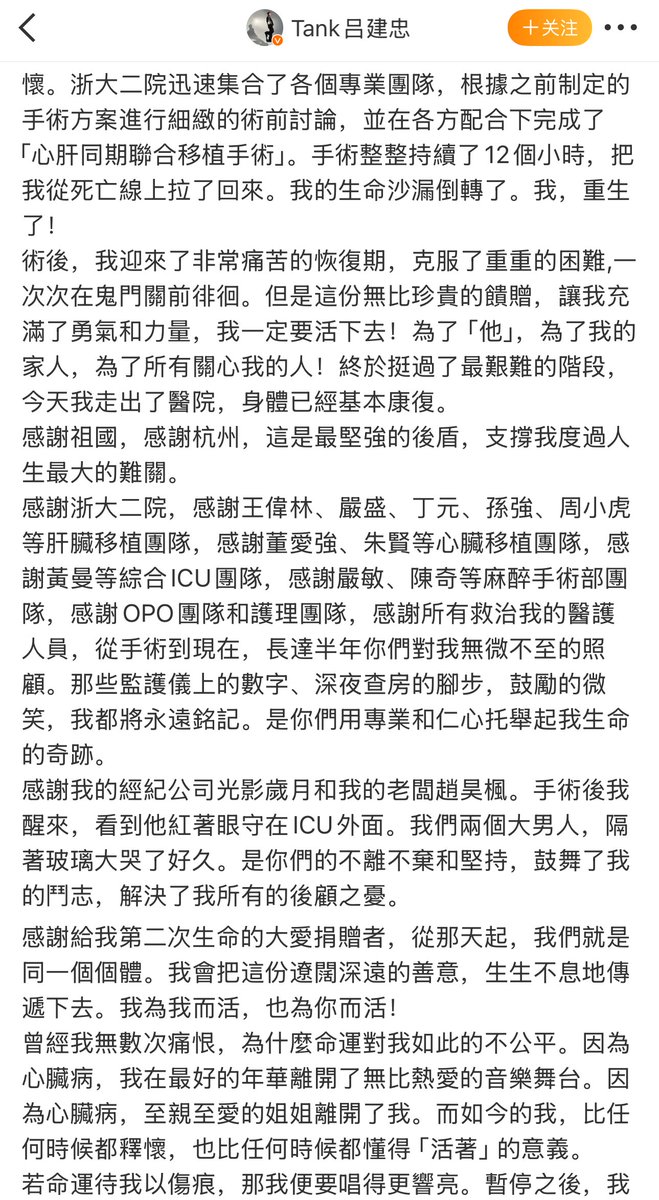 Tank吕建忠
十关注
懷。浙大二院迅速集合了各個專業團隊，根據之前制定的
手術方案進行細緻的術前討論，並在各方配合下完成了
「心肝同期聯合移植手術」。手術整整持續了12個小時，把
我從死亡線上拉了回來。我的生命沙漏倒轉了。我，重生
了！
術後，我迎來了非常痛苦的恢復期，克服了重重的困難,一
次次在鬼門關前徘徊。但是這份無比珍貴的饋贈，讓我充
滿了勇氣和力量，我一定要活下去！為了「他」，為了我的
家人，為了所有關心我的人！終於挺過了最艱難的階段，
今天我走出了醫院，身體已經基本康復。
感謝祖國，感謝杭州，這是最堅強的後盾，支撐我度過人
生最大的難關。
感謝浙大二院，感謝王偉林、嚴盛、丁元、孫強、周小虎
等肝臟移植團隊，感謝董愛強、朱賢等心臟移植團隊，感
謝黃曼等綜合ICU團隊，感謝嚴敏、陳奇等麻醉手術部團
隊，感謝OPO團隊和護理團隊，感謝所有救治我的醫護
人員，從手術到現在，長達半年你們對我無微不至的照
顧。那些監護儀上的數字、深夜查房的腳步，鼓勵的微
笑，我都將永遠銘記。是你們用專業和仁心托舉起我生命
的奇跡。
感謝我的經紀公司光影歲月和我的老闆趙昊楓。手術後我
醒來，看到他紅著眼守在ICU外面。我們兩個大男人，隔
著玻璃大哭了好久。是你們的不離不棄和堅持，鼓舞了我
的鬥志，解決了我所有的後顧之憂。
感謝給我第二次生命的大愛捐贈者，從那天起，我們就是
同一個個體。我會把這份遼闊深遠的善意，生生不息地傳
遞下去。我為我而活，也為你而活！
曾經我無數次痛恨，為什麼命運對我如此的不公平。因為
心臟病，我在最好的年華離開了無比熱愛的音樂舞台。因
為心臟病，至親至愛的姐姐離開了我。而如今的我，比任
何時候都釋懷，也比任何時候都懂得「活著」的意義。
若命運待我以傷痕，那我便要唱得更響亮。暫停之後，我